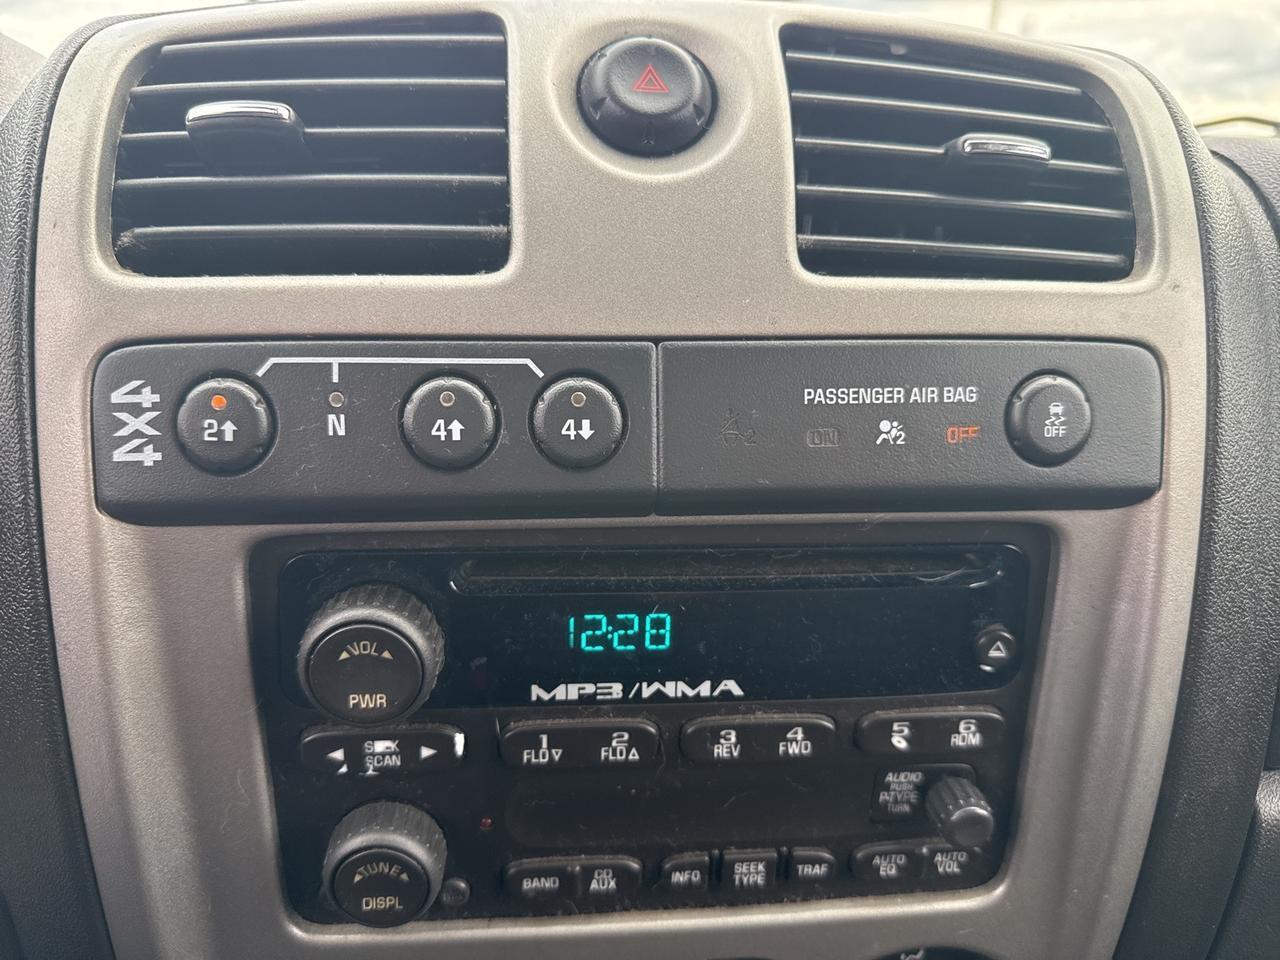 4X4
2↑
N
4↑
4↓
PASSENGER AIR BAG
2
ON
2
OFF
OFF
12:28
VOL
PWR
MP3/WMA
SEEK
SCAN
1
FLD▽
2
FLD△
3
REV
4
FWD
5
6
RDM
AUDIO
PUSH
P-TYPE
TURN
TUNE
DISPL
BAND
CD
AUX
INFO
SEEK
TYPE
TRAF
AUTO
EQ
AUTO
VOL